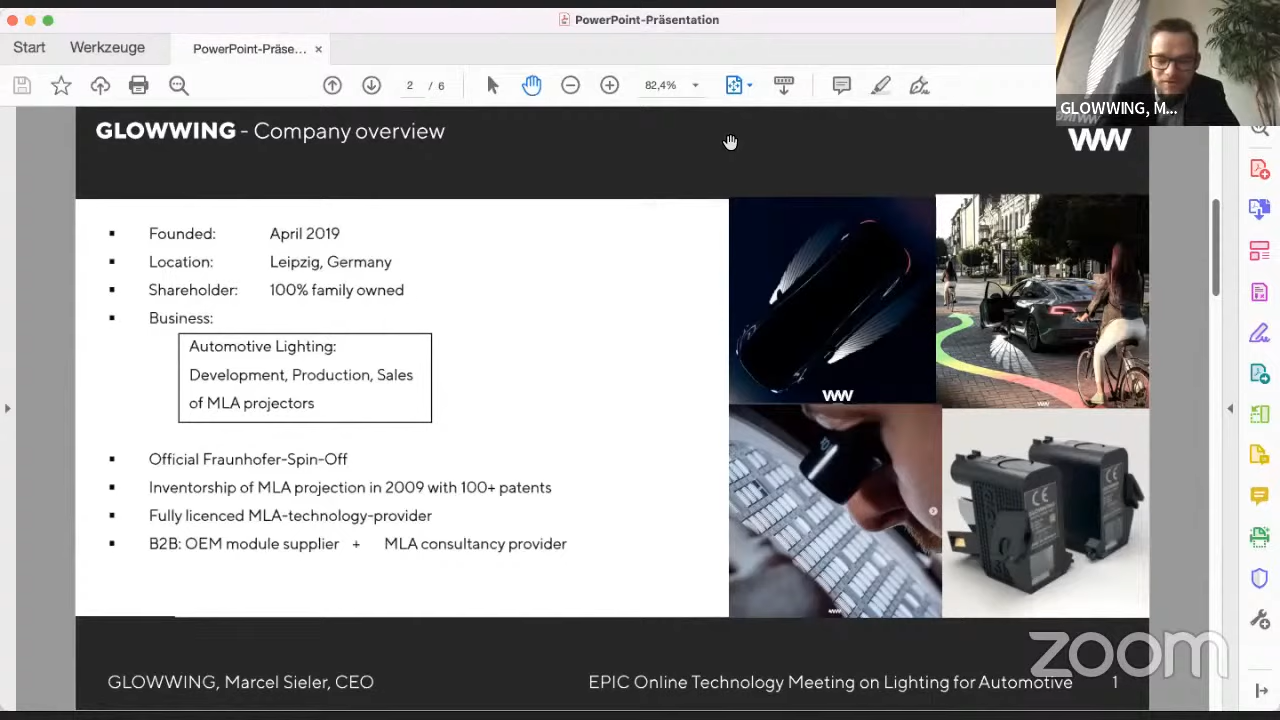 PowerPoint-Präsentation
Start
Werkzeuge
PowerPoint-Präse...
2 / 6
82,4%
GLOWWING, M...
GLOWWING - Company overview
Founded: April 2019
Location: Leipzig, Germany
Shareholder: 100% family owned
Business:
Automotive Lighting:
Development, Production, Sales
of MLA projectors
Official Fraunhofer-Spin-Off
Inventorship of MLA projection in 2009 with 100+ patents
Fully licenced MLA-technology-provider
B2B: OEM module supplier + MLA consultancy provider
CE
CE
GLOWWING, Marcel Sieler, CEO
EPIC Online Technology Meeting on Lighting for Automotive 1
zoom